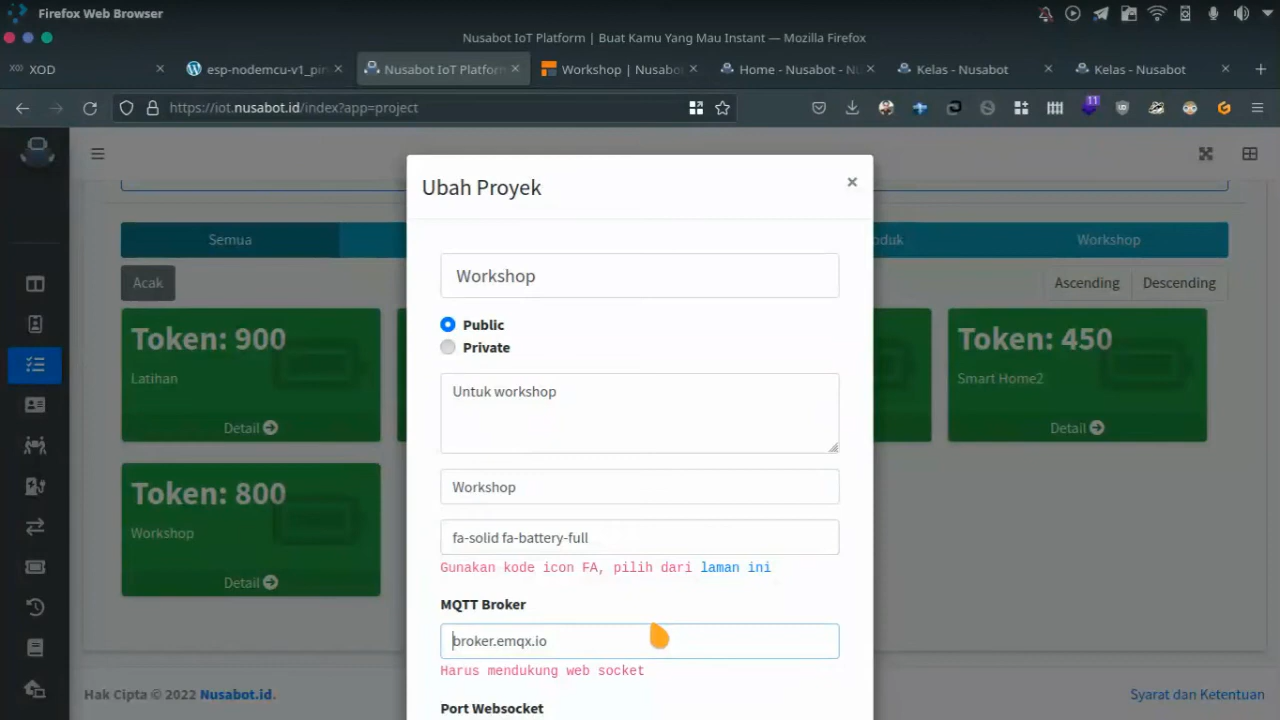 Firefox Web Browser
Nusabot IoT Platform | Buat Kamu Yang Mau Instant — Mozilla Firefox
XOD
esp-nodemcu-v1_pin
Nusabot IoT Platform
Workshop | Nusabo
Home - Nusabot - N
Kelas - Nusabot
Kelas - Nusabot
https://iot.nusabot.id/index?app=project
11
Ubah Proyek
×
Semua
oduk
Workshop
Workshop
Acak
Ascending
Descending
Public
Private
Token: 900
Latihan
Detail
Token: 450
Smart Home2
Detail
Untuk workshop
Workshop
Token: 800
Workshop
Detail
fa-solid fa-battery-full
Gunakan kode icon FA, pilih dari laman ini
MQTT Broker
broker.emqx.io
Harus mendukung web socket
Port Websocket
Hak Cipta © 2022 Nusabot.id.
Syarat dan Ketentuan